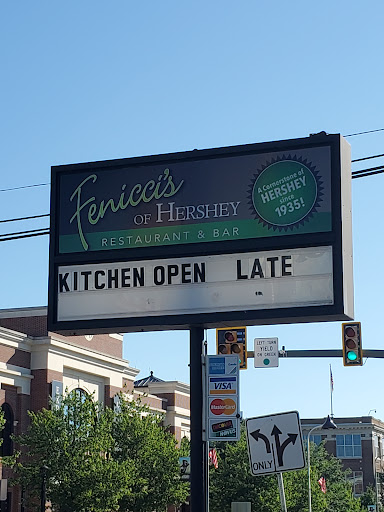 Fenicci's
OF HERSHEY
RESTAURANT & BAR
A Cornerstone of
HERSHEY
since
1935!
KITCHEN OPEN LATE
LEFT TURN
YIELD
ON GREEN
VISA
MasterCard
ONLY